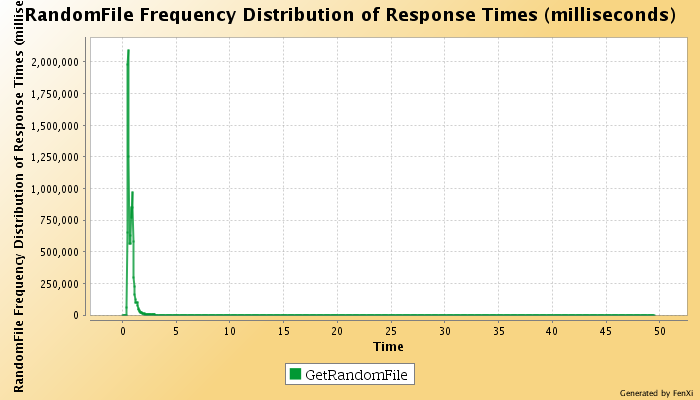 RandomFile Frequency Distribution of Response Times (milliseconds)
RandomFile Frequency Distribution of Response Times (millise
2,000,000
1,750,000
1,500,000
1,250,000
1,000,000
750,000
500,000
250,000
0
0 5 10 15 20 25 30 35 40 45 50
Time
GetRandomFile
Generated by FenXi